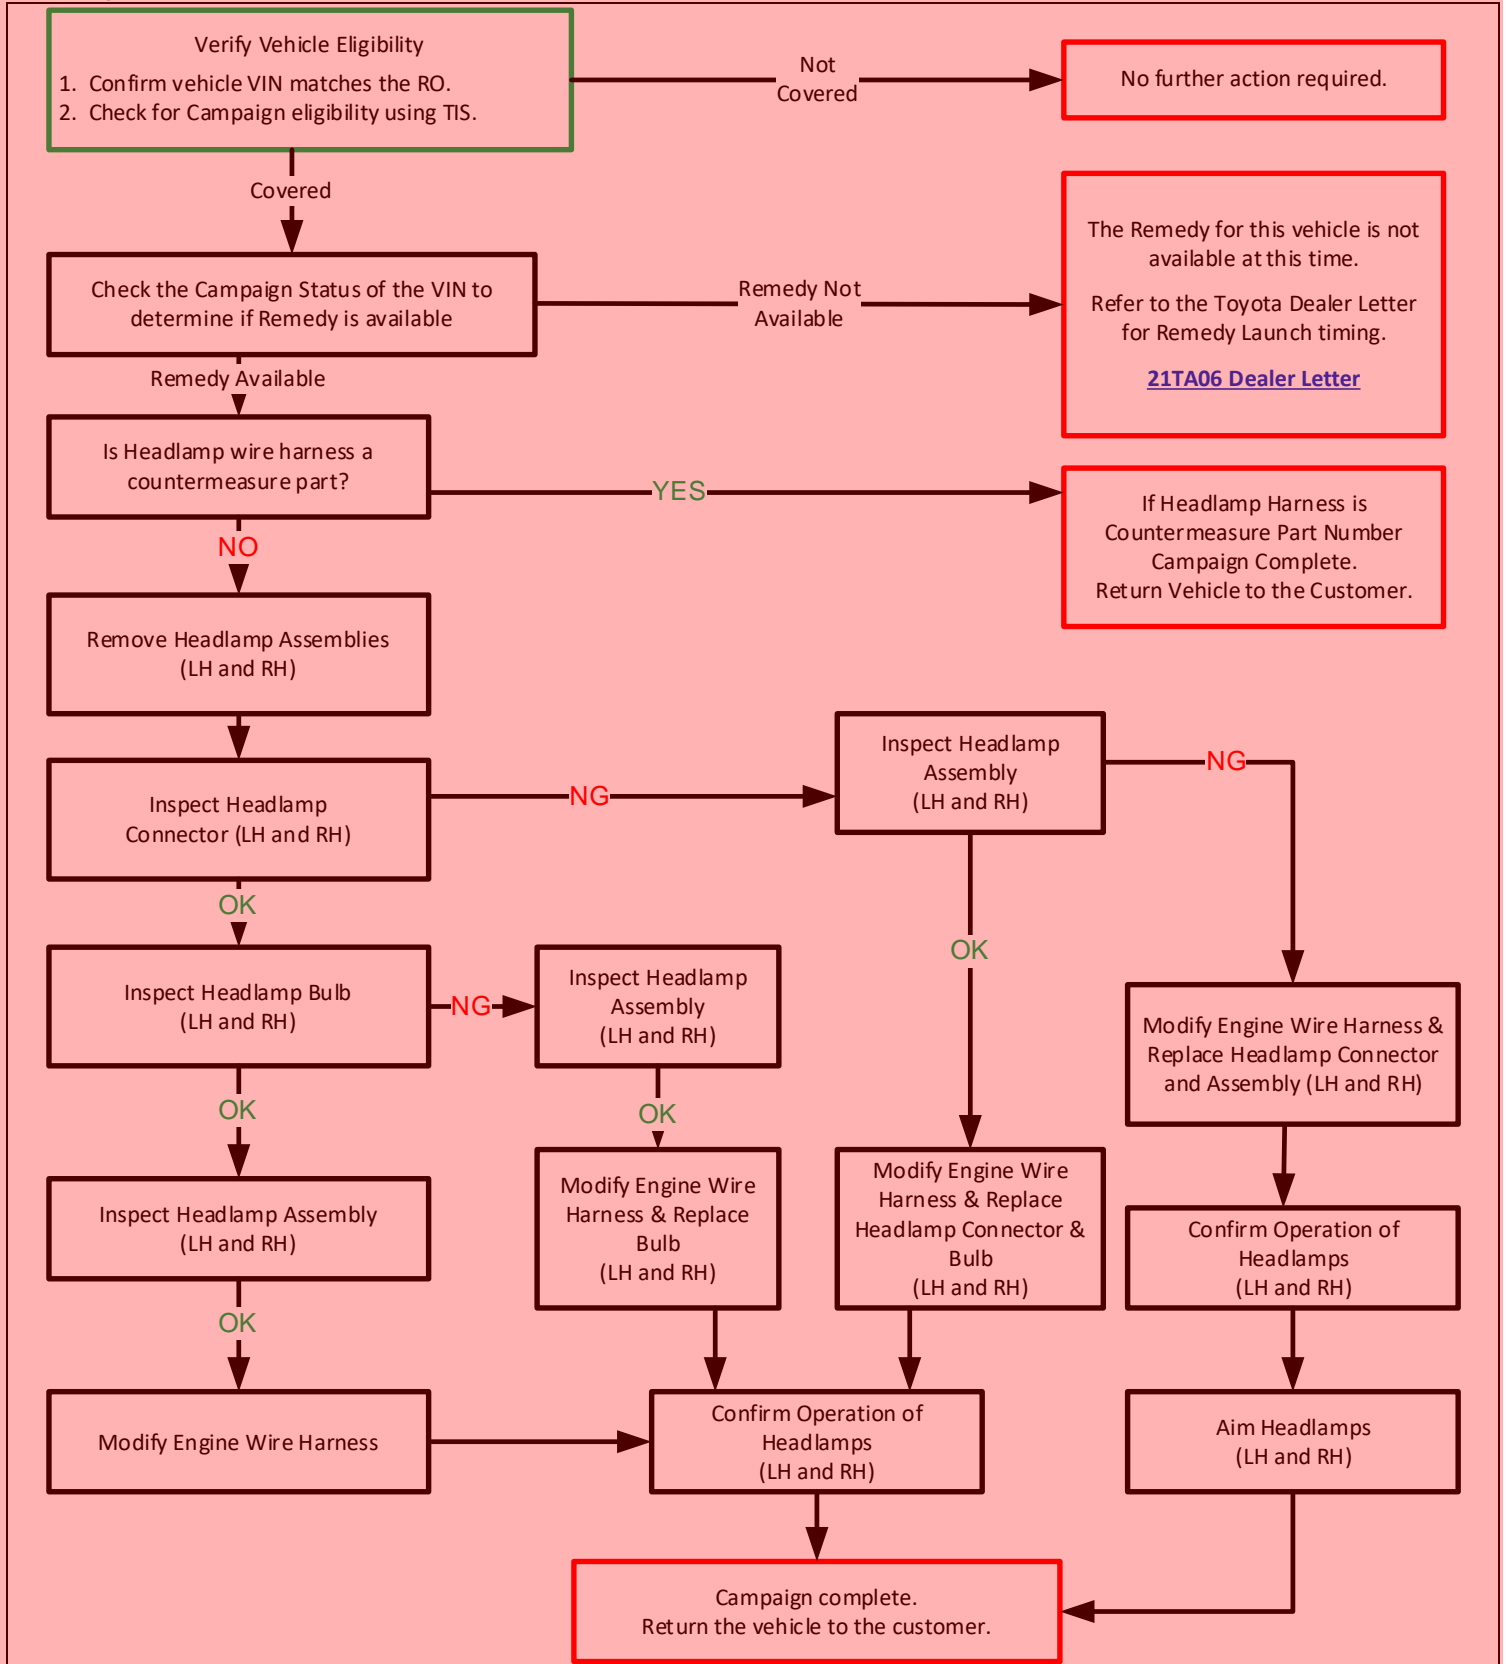 Verify Vehicle Eligibility
1. Confirm vehicle VIN matches the RO.
2. Check for Campaign eligibility using TIS.
Not
Covered
No further action required.
Covered
Check the Campaign Status of the VIN to
determine if Remedy is available
Remedy Not
Available
The Remedy for this vehicle is not
available at this time.
Refer to the Toyota Dealer Letter
for Remedy Launch timing.
21TA06 Dealer Letter
Remedy Available
Is Headlamp wire harness a
countermeasure part?
YES
If Headlamp Harness is
Countermeasure Part Number
Campaign Complete.
Return Vehicle to the Customer.
NO
Remove Headlamp Assemblies
(LH and RH)
Inspect Headlamp
Connector (LH and RH)
NG
Inspect Headlamp
Assembly
(LH and RH)
NG
OK
Inspect Headlamp Bulb
(LH and RH)
NG
Inspect Headlamp
Assembly
(LH and RH)
OK
Modify Engine Wire Harness &
Replace Headlamp Connector
and Assembly (LH and RH)
OK
OK
Inspect Headlamp Assembly
(LH and RH)
Modify Engine Wire
Harness & Replace
Bulb
(LH and RH)
Modify Engine Wire
Harness & Replace
Headlamp Connector &
Bulb
(LH and RH)
Confirm Operation of
Headlamps
(LH and RH)
OK
Modify Engine Wire Harness
Confirm Operation of
Headlamps
(LH and RH)
Aim Headlamps
(LH and RH)
Campaign complete.
Return the vehicle to the customer.